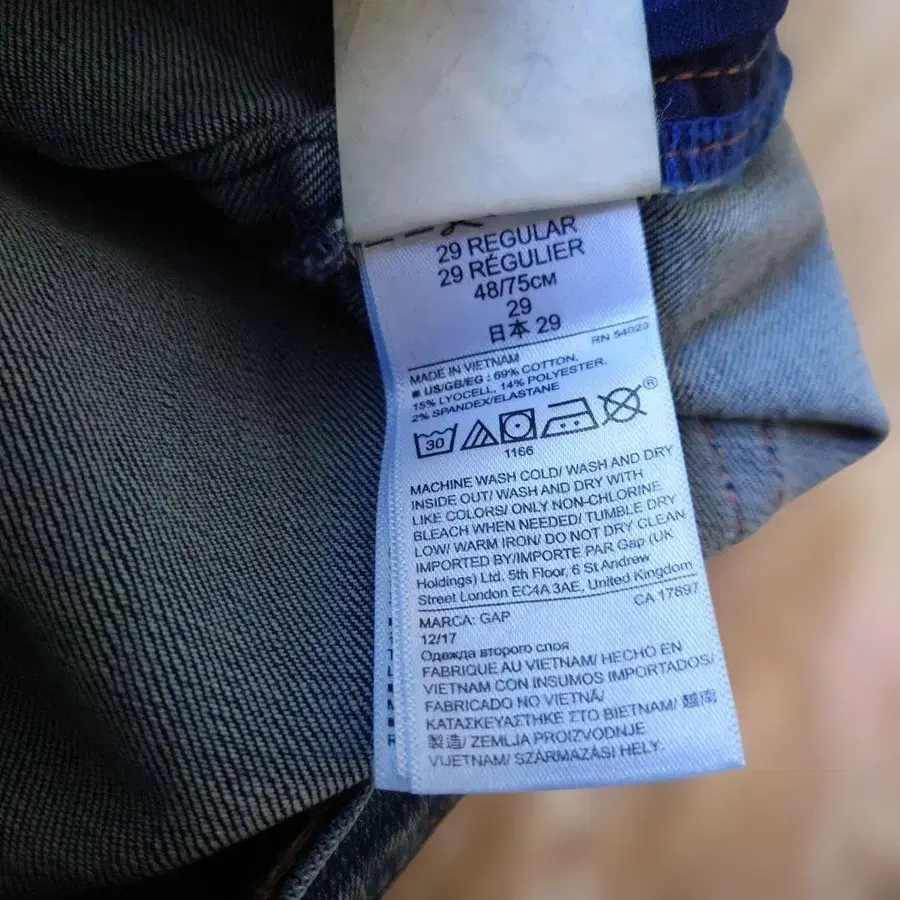 29 REGULAR
29 RÉGULIER
48/75CM
29
日本 29
RN 54023
MADE IN VIETNAM
■ US/GB/EG : 69% COTTON,
15% LYOCELL, 14% POLYESTER,
2% SPANDEX/ELASTANE
30
®
1166
MACHINE WASH COLD/ WASH AND DRY
INSIDE OUT/ WASH AND DRY WITH
LIKE COLORS/ ONLY NON-CHLORINE
BLEACH WHEN NEEDED/ TUMBLE DRY
LOW/ WARM IRON/ DO NOT DRY CLEAN
IMPORTED BY/IMPORTE PAR Gap (UK
Holdings) Ltd. 5th Floor, 6 St Andrew
Street London EC4A 3AE, United Kingdom
CA 17897
MARCA: GAP
12/17
Одежда второго слоя
FABRIQUE AU VIETNAM/ HECHO EN
VIETNAM CON INSUMOS IMPORTADOS/
FABRICADO NO VIETNÃ/
ΚΑΤΑΣΚΕΥΑΣΤΗΚΕ ΣΤΟ ΒΙΕΤΝΑΜ/ 越南
製造/ ZEMLJA PROIZVODNJE
VIJETNAM/ SZÁRMAZÁSI HELY: